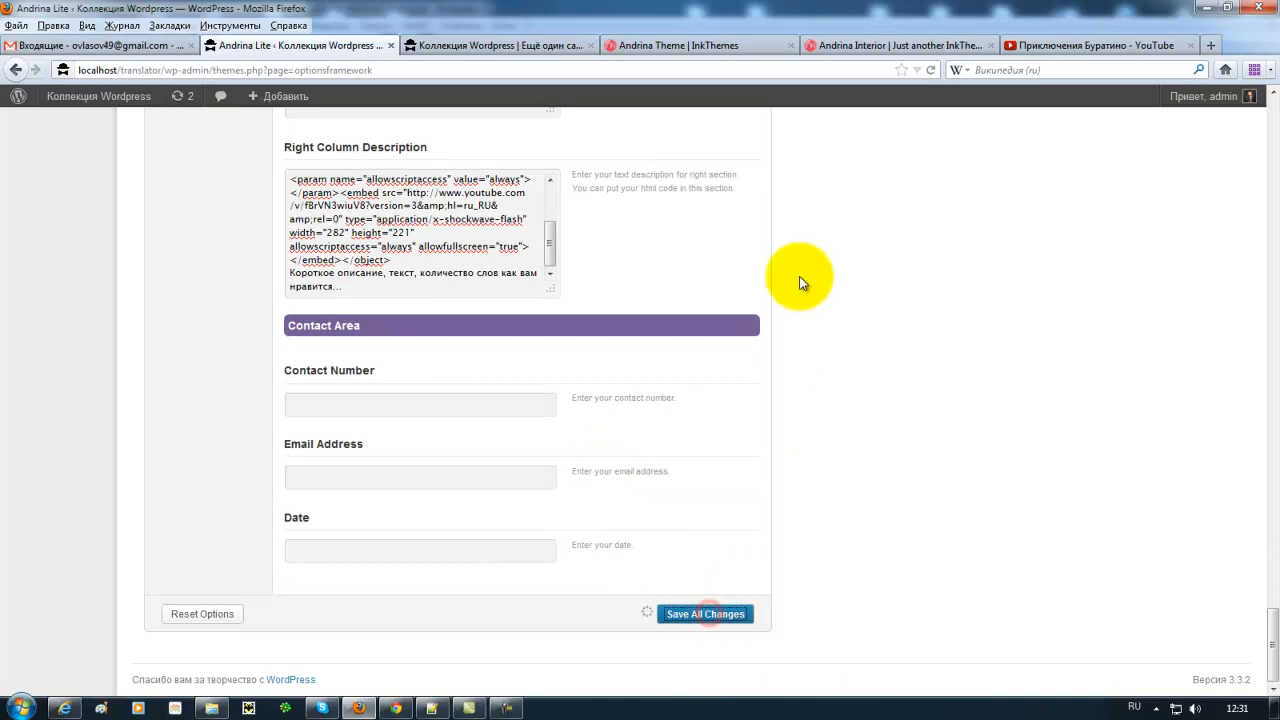 Andrina Lite ‹ Коллекция Wordpress — WordPress - Mozilla Firefox
Файл Правка Вид Журнал Закладки Инструменты Справка
Входящие - ovlasov49@gmail.com - ...
Andrina Lite ‹ Коллекция Wordpress ...
Коллекция Wordpress | Ещё один са...
Andrina Theme | InkThemes
Andrina Interior | Just another InkThe...
Приключения Буратино - YouTube
localhost/translator/wp-admin/themes.php?page=optionsframework
Википедия (ru)
Коллекция Wordpress 2 Добавить Привет, admin
Right Column Description
<param name="allowscriptaccess" value="always">
</param><embed src="http://www.youtube.com
/v/fBrVN3wiuV8?version=3&amp;hl=ru_RU&
amp;rel=0" type="application/x-shockwave-flash"
width="282" height="221"
allowscriptaccess="always" allowfullscreen="true">
</embed></object>
Короткое описание, текст, количество слов как вам
нравится...
Enter your text description for right section
You can put your html code in this section
Contact Area
Contact Number
Enter your contact number.
Email Address
Enter your email address.
Date
Enter your date.
Reset Options Save All Changes
Спасибо вам за творчество с WordPress. Версия 3.3.2
RU 12:31